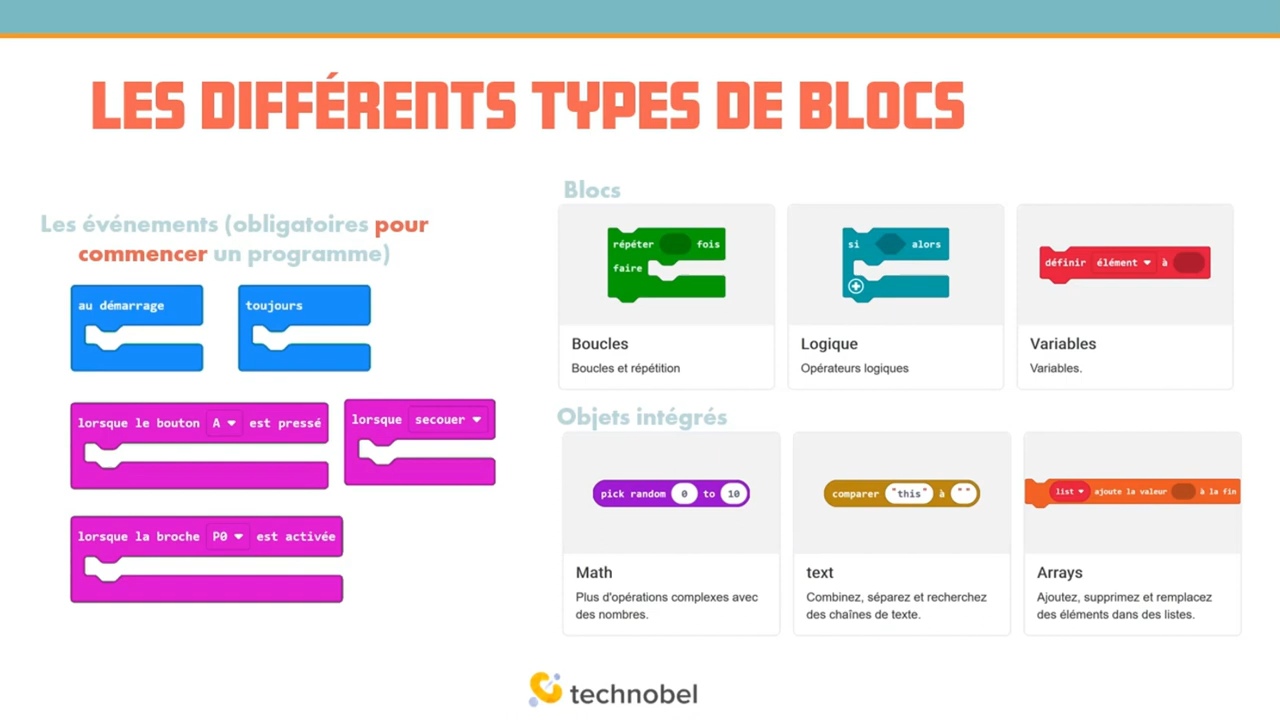 LES DIFFÉRENTS TYPES DE BLOCS
Les événements (obligatoires pour
commencer un programme)
au démarrage
toujours
lorsque le bouton A est pressé
lorsque secouer
lorsque la broche P0 est activée
Blocs
répéter fois
faire
Boucles
Boucles et répétition
si alors
Logique
Opérateurs logiques
définir élément à
Variables
Variables.
Objets intégrés
pick random 0 to 10
Math
Plus d'opérations complexes avec
des nombres.
comparer "this" à ""
text
Combinez, séparez et recherchez
des chaînes de texte.
list ajoute la valeur à la fin
Arrays
Ajoutez, supprimez et remplacez
des éléments dans des listes.
technobel